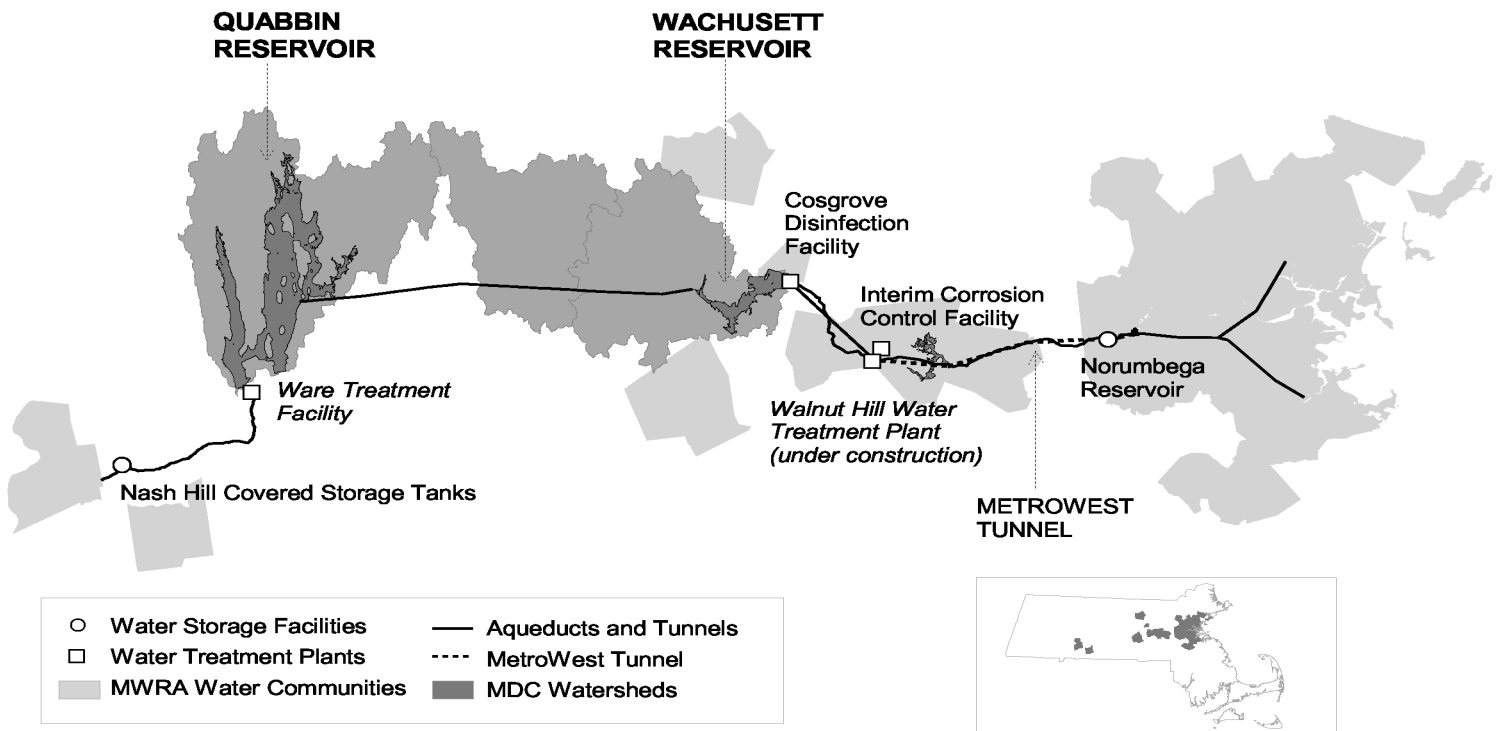 QUABBIN
RESERVOIR
WACHUSETT
RESERVOIR
Cosgrove
Disinfection
Facility
Interim Corrosion
Control Facility
Norumbega
Reservoir
Ware Treatment
Facility
Walnut Hill Water
Treatment Plant
(under construction)
Nash Hill Covered Storage Tanks
METROWEST
TUNNEL
Water Storage Facilities
Water Treatment Plants
MWRA Water Communities
Aqueducts and Tunnels
MetroWest Tunnel
MDC Watersheds